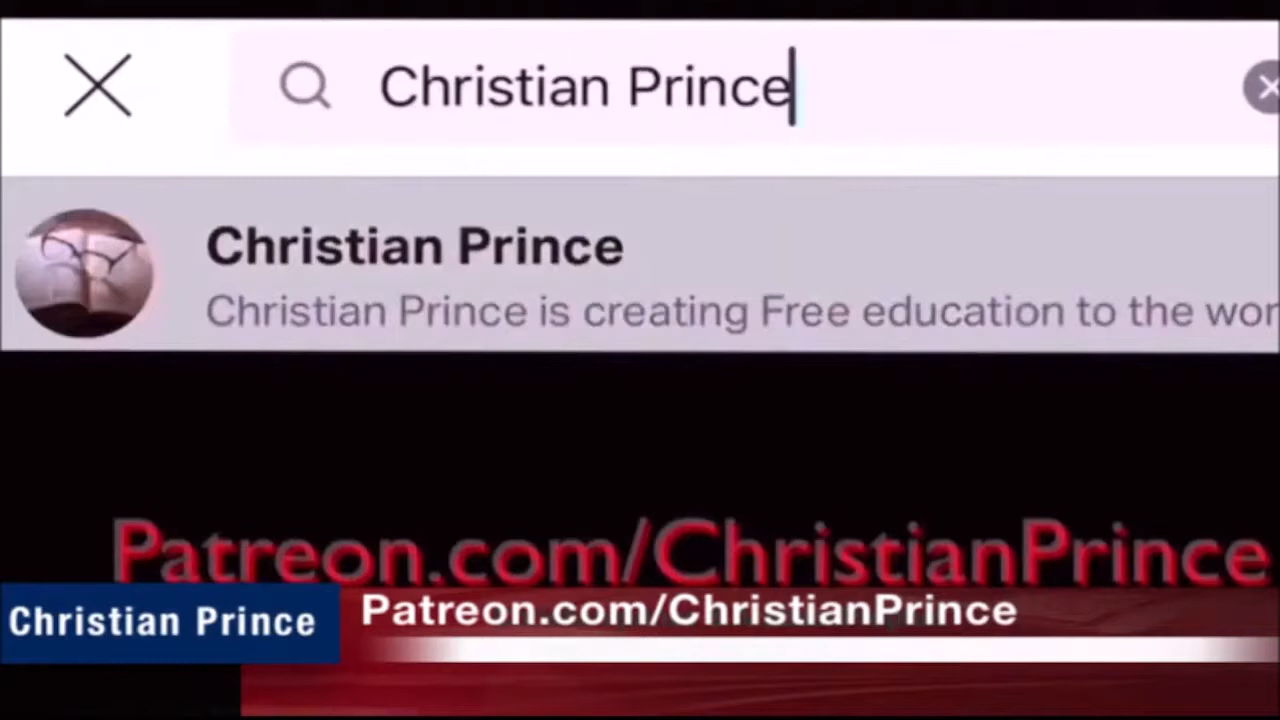 Christian Prince
Christian Prince
Christian Prince is creating Free education to the wor
Patreon.com/ChristianPrince
Christian Prince
Patreon.com/ChristianPrince